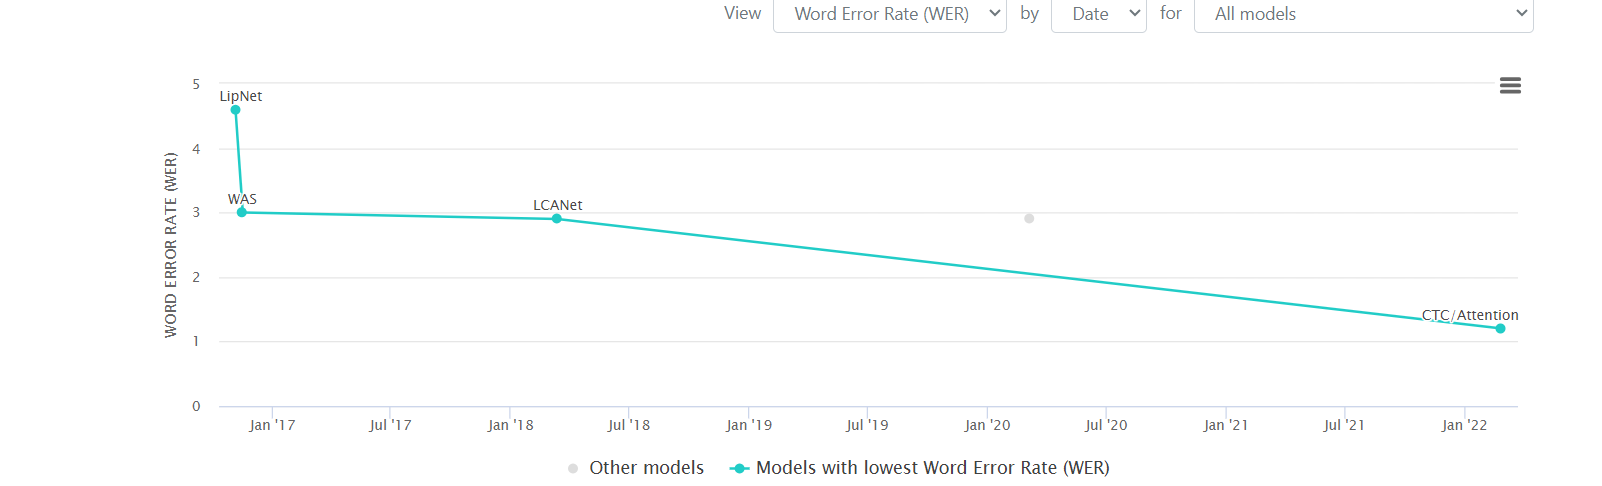 View Word Error Rate (WER) by Date for All models
5
LipNet
4
WORD ERROR RATE (WER)
WAS
LCANet
3
2
CTC/Attention
1
0
Jan '17 Jul '17 Jan '18 Jul '18 Jan '19 Jul '19 Jan '20 Jul '20 Jan '21 Jul '21 Jan '22
Other models Models with lowest Word Error Rate (WER)